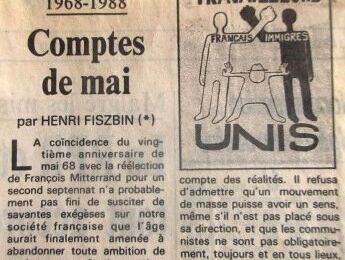 1968-1988
Comptes
de mai
par HENRI FISZBIN (*)
LA coïncidence du ving-
tième anniversaire de
mai 68 avec la réélection
de François Mitterrand pour un
second septennat n'a probable-
ment pas fini de susciter de
savantes exégèses sur notre
société française que l'âge
aurait finalement amenée à
abandonner toute ambition de
TRAVAILLEURS
FRANÇAIS IMMIGRÉS
UNIS
compte des réalités. Il refusa
d'admettre qu'un mouvement
de masse puisse avoir un sens,
même s'il n'est pas placé sous
sa direction, et que les commu-
nistes ne sont pas obligatoire-
ment, toujours et en tous lieux,